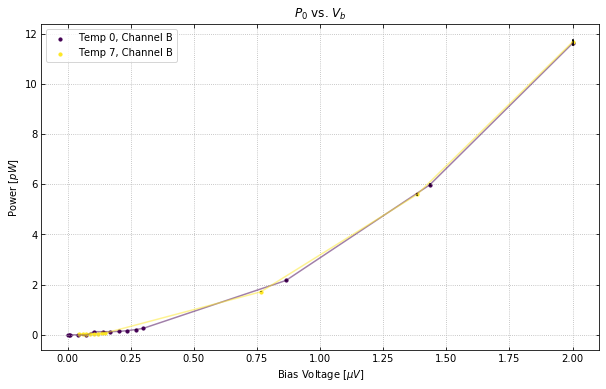 P₀ vs. V_b
Temp 0, Channel B
Temp 7, Channel B
Power [pW]
12
10
8
6
4
2
0
0.00 0.25 0.50 0.75 1.00 1.25 1.50 1.75 2.00
Bias Voltage [μV]